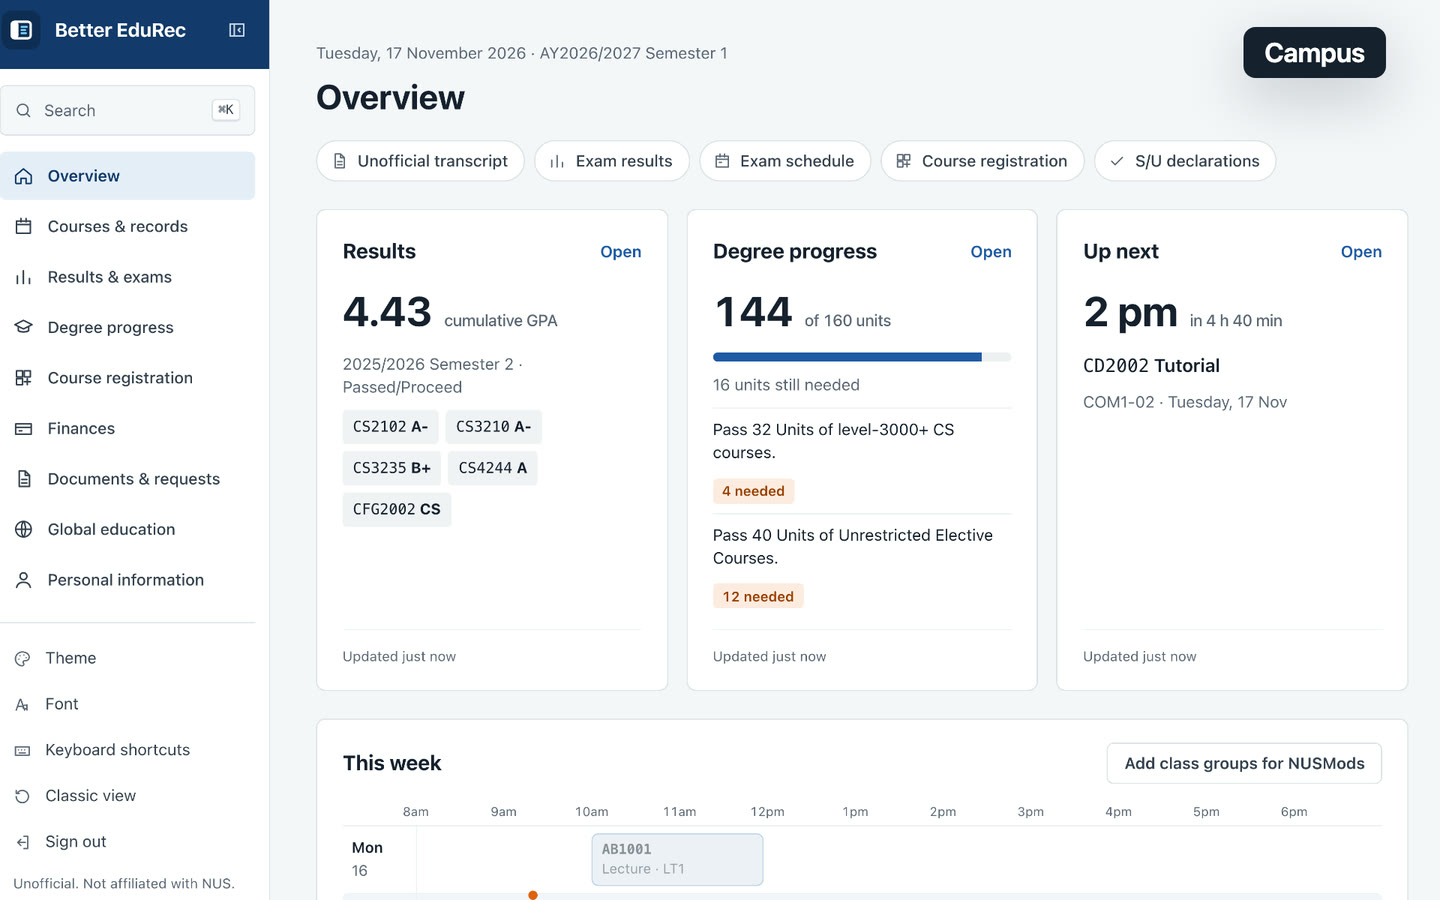 Better EduRec
Search
⌘K
Overview
Courses & records
Results & exams
Degree progress
Course registration
Finances
Documents & requests
Global education
Personal information
Theme
Font
Keyboard shortcuts
Classic view
Sign out
Unofficial. Not affiliated with NUS.
Tuesday, 17 November 2026 · AY2026/2027 Semester 1
Campus
Overview
Unofficial transcript
Exam results
Exam schedule
Course registration
S/U declarations
Results
Open
4.43 cumulative GPA
2025/2026 Semester 2 ·
Passed/Proceed
CS2102 A-
CS3210 A-
CS3235 B+
CS4244 A
CFG2002 CS
Updated just now
Degree progress
Open
144 of 160 units
16 units still needed
Pass 32 Units of level-3000+ CS
courses.
4 needed
Pass 40 Units of Unrestricted Elective
Courses.
12 needed
Updated just now
Up next
Open
2 pm in 4 h 40 min
CD2002 Tutorial
COM1-02 · Tuesday, 17 Nov
Updated just now
This week
Add class groups for NUSMods
8am 9am 10am 11am 12pm 1pm 2pm 3pm 4pm 5pm 6pm
Mon
16
AB1001
Lecture · LT1